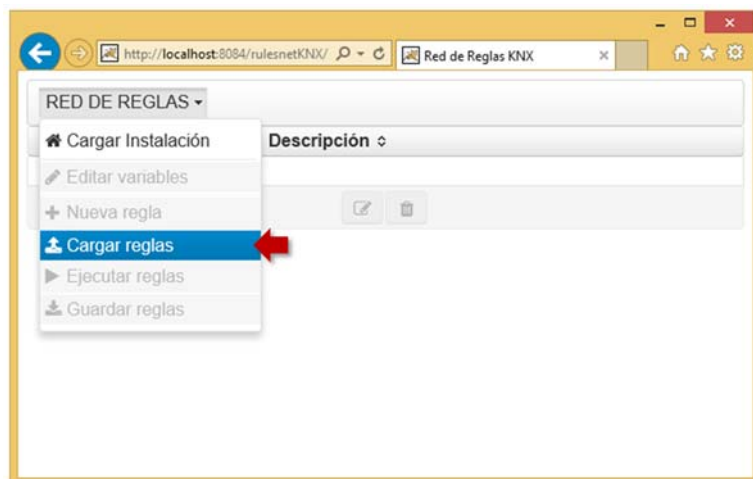 http://localhost:8084/rulesnetKNX/
Red de Reglas KNX
RED DE REGLAS
Cargar Instalación
Descripción
Editar variables
Nueva regla
Cargar reglas
Ejecutar reglas
Guardar reglas